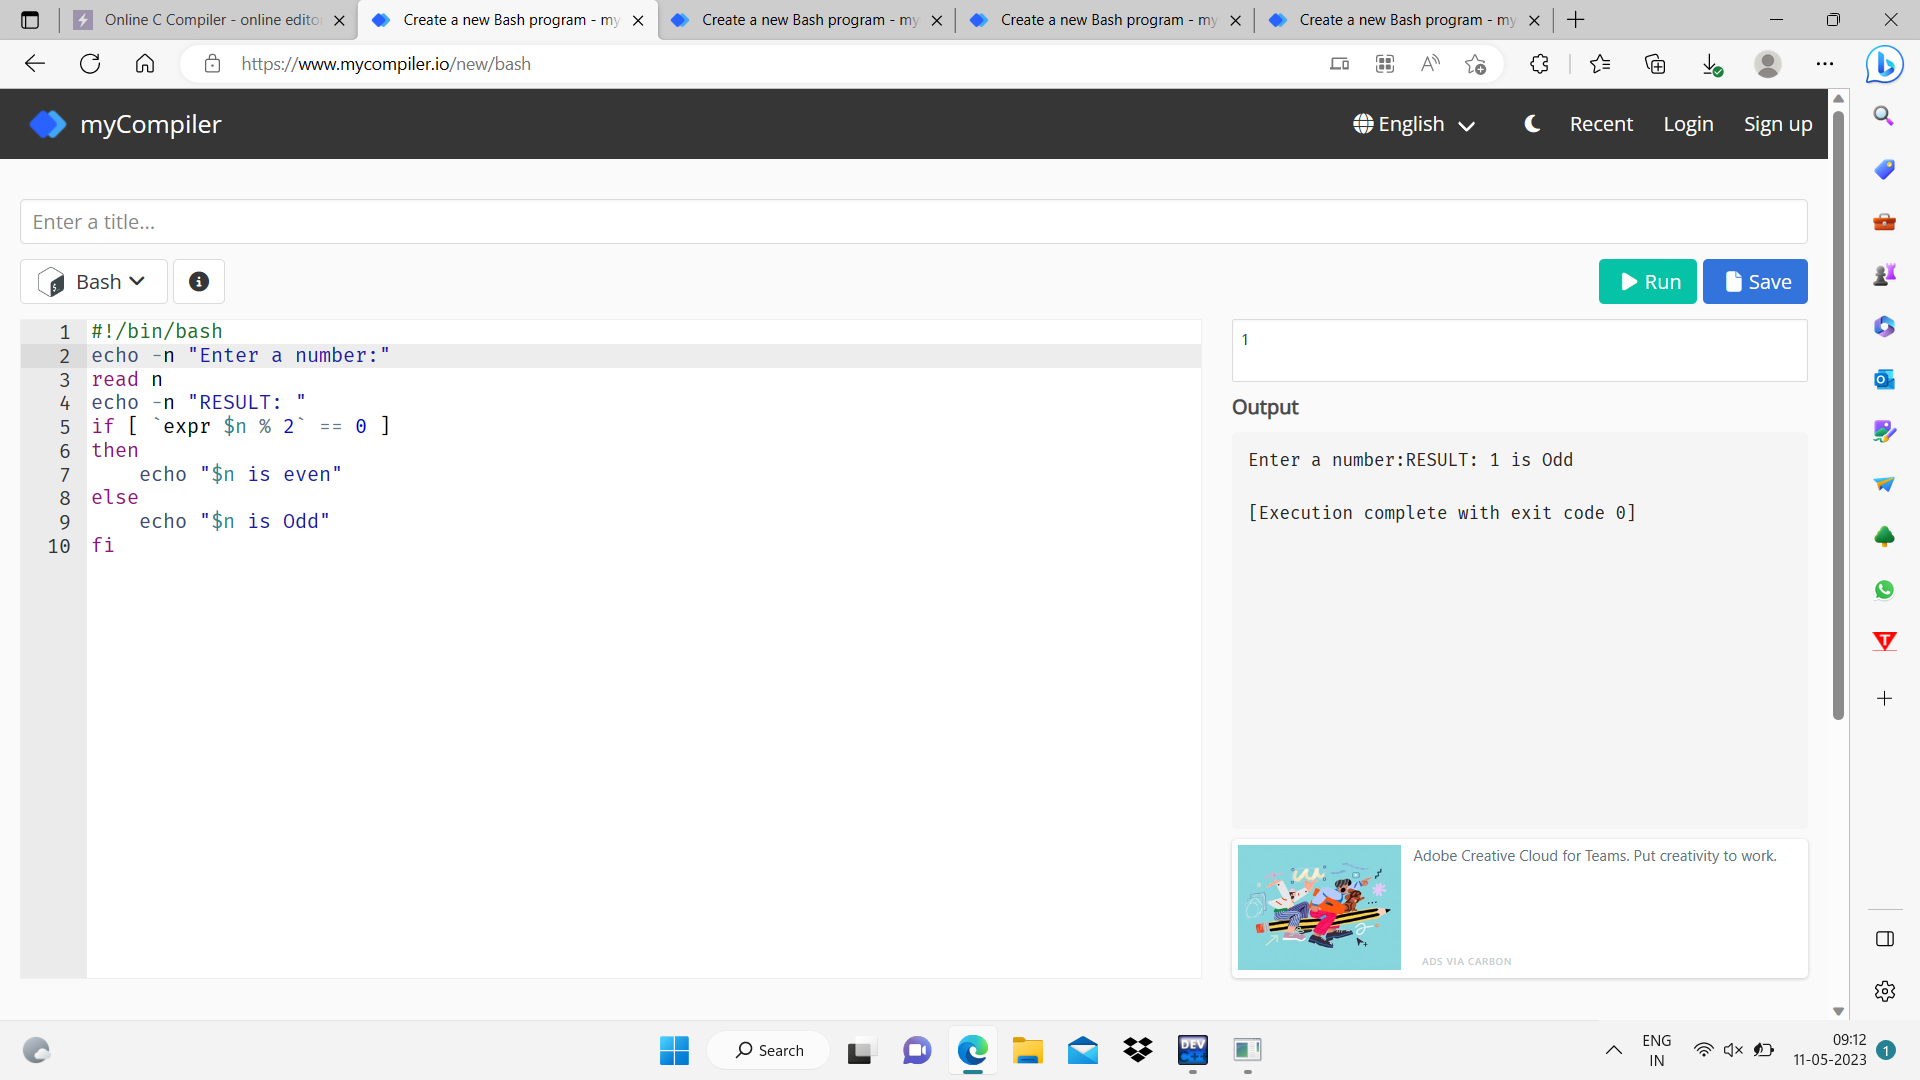 Online C Compiler - online edito
Create a new Bash program - my
Create a new Bash program - my
Create a new Bash program - my
Create a new Bash program - my
https://www.mycompiler.io/new/bash
myCompiler
English
Recent
Login
Sign up
Enter a title...
Bash
Run
Save
1 #!/bin/bash
2 echo -n "Enter a number:"
3 read n
4 echo -n "RESULT: "
5 if [ `expr $n % 2` == 0 ]
6 then
7     echo "$n is even"
8 else
9     echo "$n is Odd"
10 fi
1
Output
Enter a number:RESULT: 1 is Odd
[Execution complete with exit code 0]
Adobe Creative Cloud for Teams. Put creativity to work.
ADS VIA CARBON
Search
DEV
C++
ENG
IN
09:12
11-05-2023
1